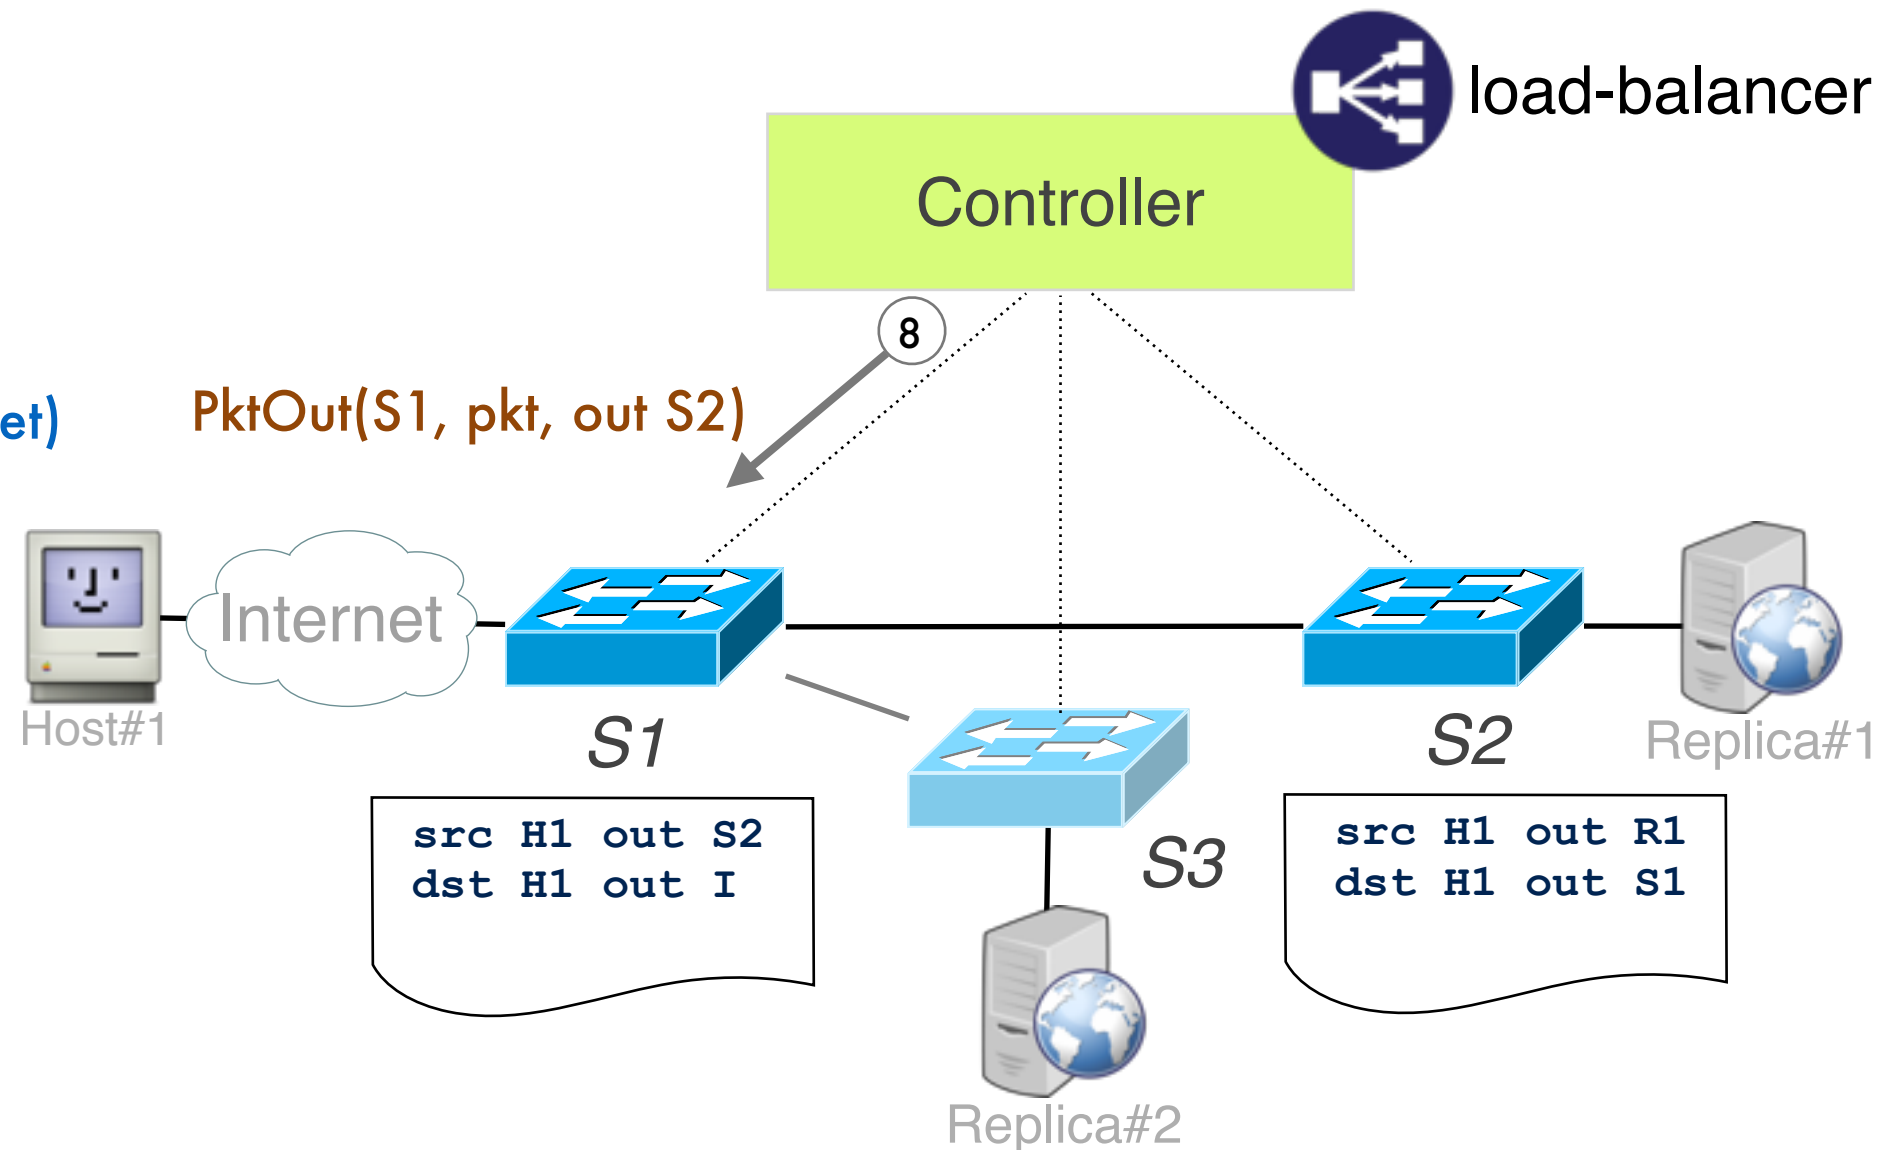 load-balancer
Controller
8
et)
PktOut(S1, pkt, out S2)
Internet
Host#1
S1
S2
Replica#1
src H1 out S2
dst H1 out I
S3
src H1 out R1
dst H1 out S1
Replica#2